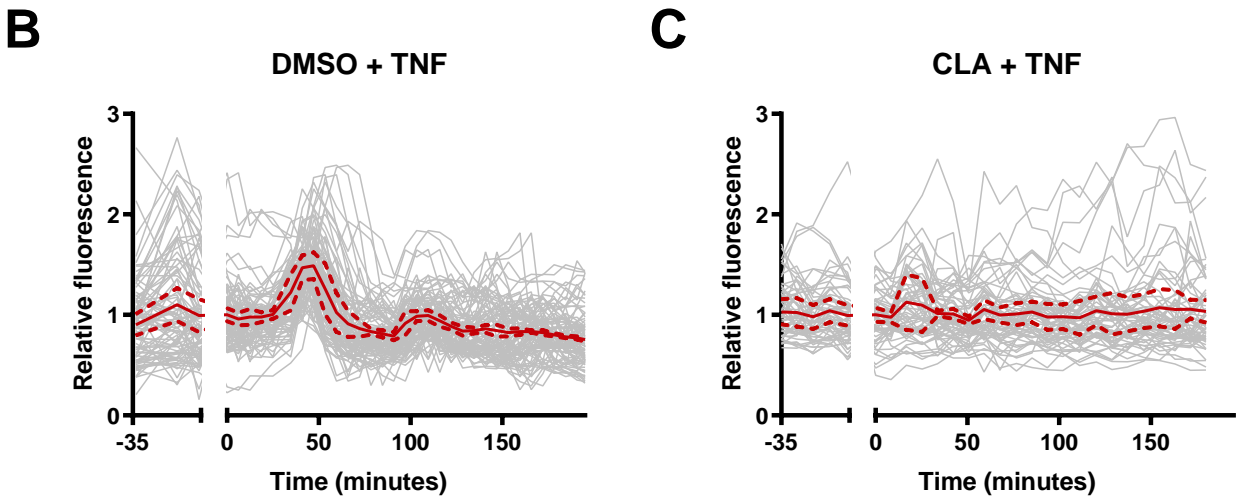 B
DMSO + TNF
3
2
1
0
Relative fluorescence
-35
0
50
100
150
Time (minutes)
C
CLA + TNF
3
2
1
0
Relative fluorescence
-35
0
50
100
150
Time (minutes)